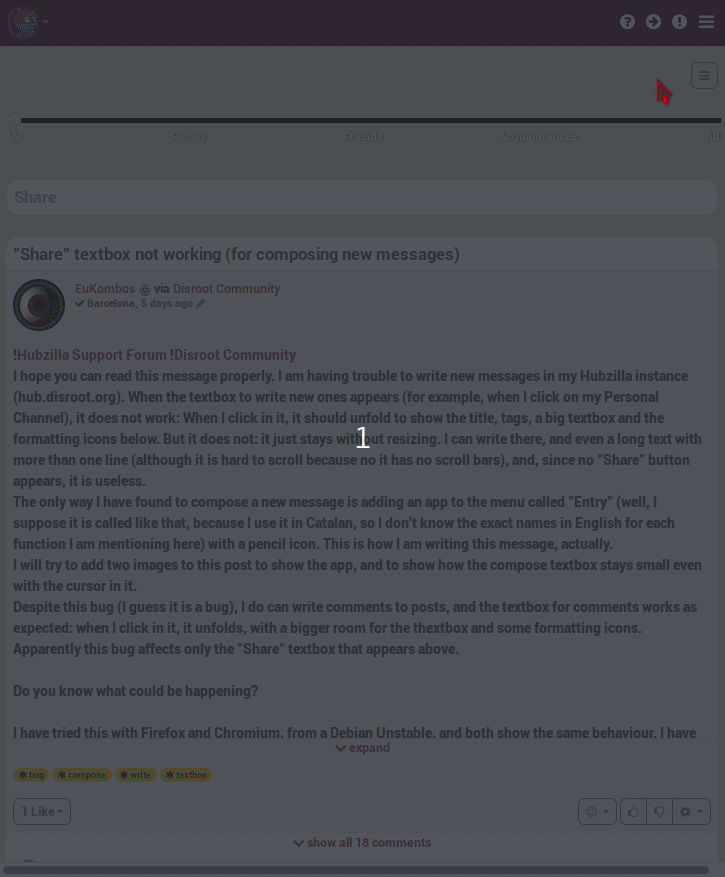 Me Family Friends Acquaintances All
Share
"Share" textbox not working (for composing new messages)
EuKombos via Disroot Community
Barcelona, 5 days ago
!Hubzilla Support Forum !Disroot Community
I hope you can read this message properly. I am having trouble to write new messages in my Hubzilla instance
(hub.disroot.org). When the textbox to write new ones appears (for example, when I click on my Personal
Channel), it does not work: When I click in it, it should unfold to show the title, tags, a big textbox and the
formatting icons below. But it does not: it just stays without resizing. I can write there, and even a long text with
1
more than one line (although it is hard to scroll because no it has no scroll bars), and, since no "Share" button
appears, it is useless.
The only way I have found to compose a new message is adding an app to the menu called "Entry" (well, I
suppose it is called like that, because I use it in Catalan, so I don't know the exact names in English for each
function I am mentioning here) with a pencil icon. This is how I am writing this message, actually.
I will try to add two images to this post to show the app, and to show how the compose textbox stays small even
with the cursor in it.
Despite this bug (I guess it is a bug), I do can write comments to posts, and the textbox for comments works as
expected: when I click in it, it unfolds, with a bigger room for the thextbox and some formatting icons.
Apparently this bug affects only the "Share" textbox that appears above.
Do you know what could be happening?
I have tried this with Firefox and Chromium, from a Debian Unstable, and both show the same behaviour. I have
expand
bug compose write textbox
1 Like
show all 18 comments